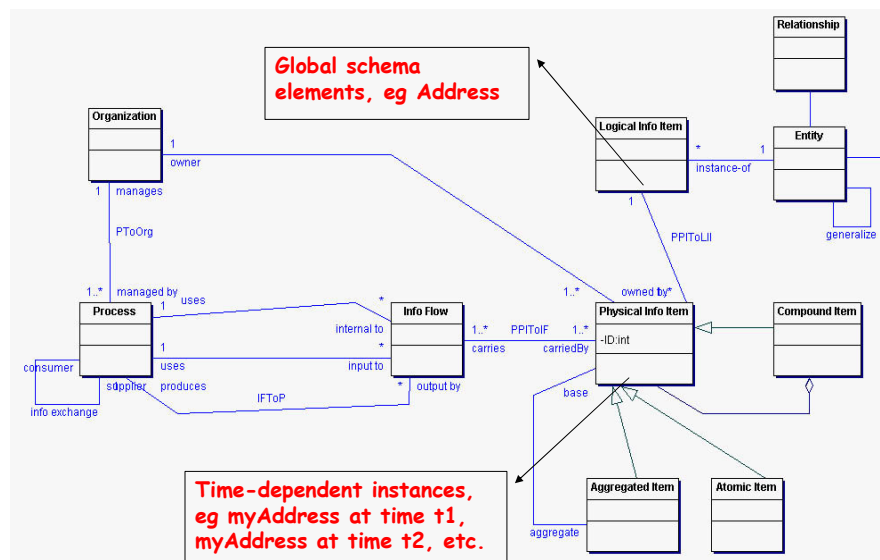 Relationship
Global schema
elements, eg Address
Organization
Logical Info Item
Entity
1
owner
*
1
instance-of
1
manages
1
generalize
PToOrg
PPIToLII
1..*
managed by
1
uses
*
1..*
owned by
1..*
Process
Info Flow
Physical Info Item
Compound Item
internal to
1..*
PPIToIF
1..*
-ID:int
1
*
carries
carriedBy
consumer
uses
input to
supplier
1
produces
*
output by
base
info exchange
IFToP
Time-dependent instances,
eg myAddress at time t1,
myAddress at time t2, etc.
Aggregated Item
Atomic Item
aggregate